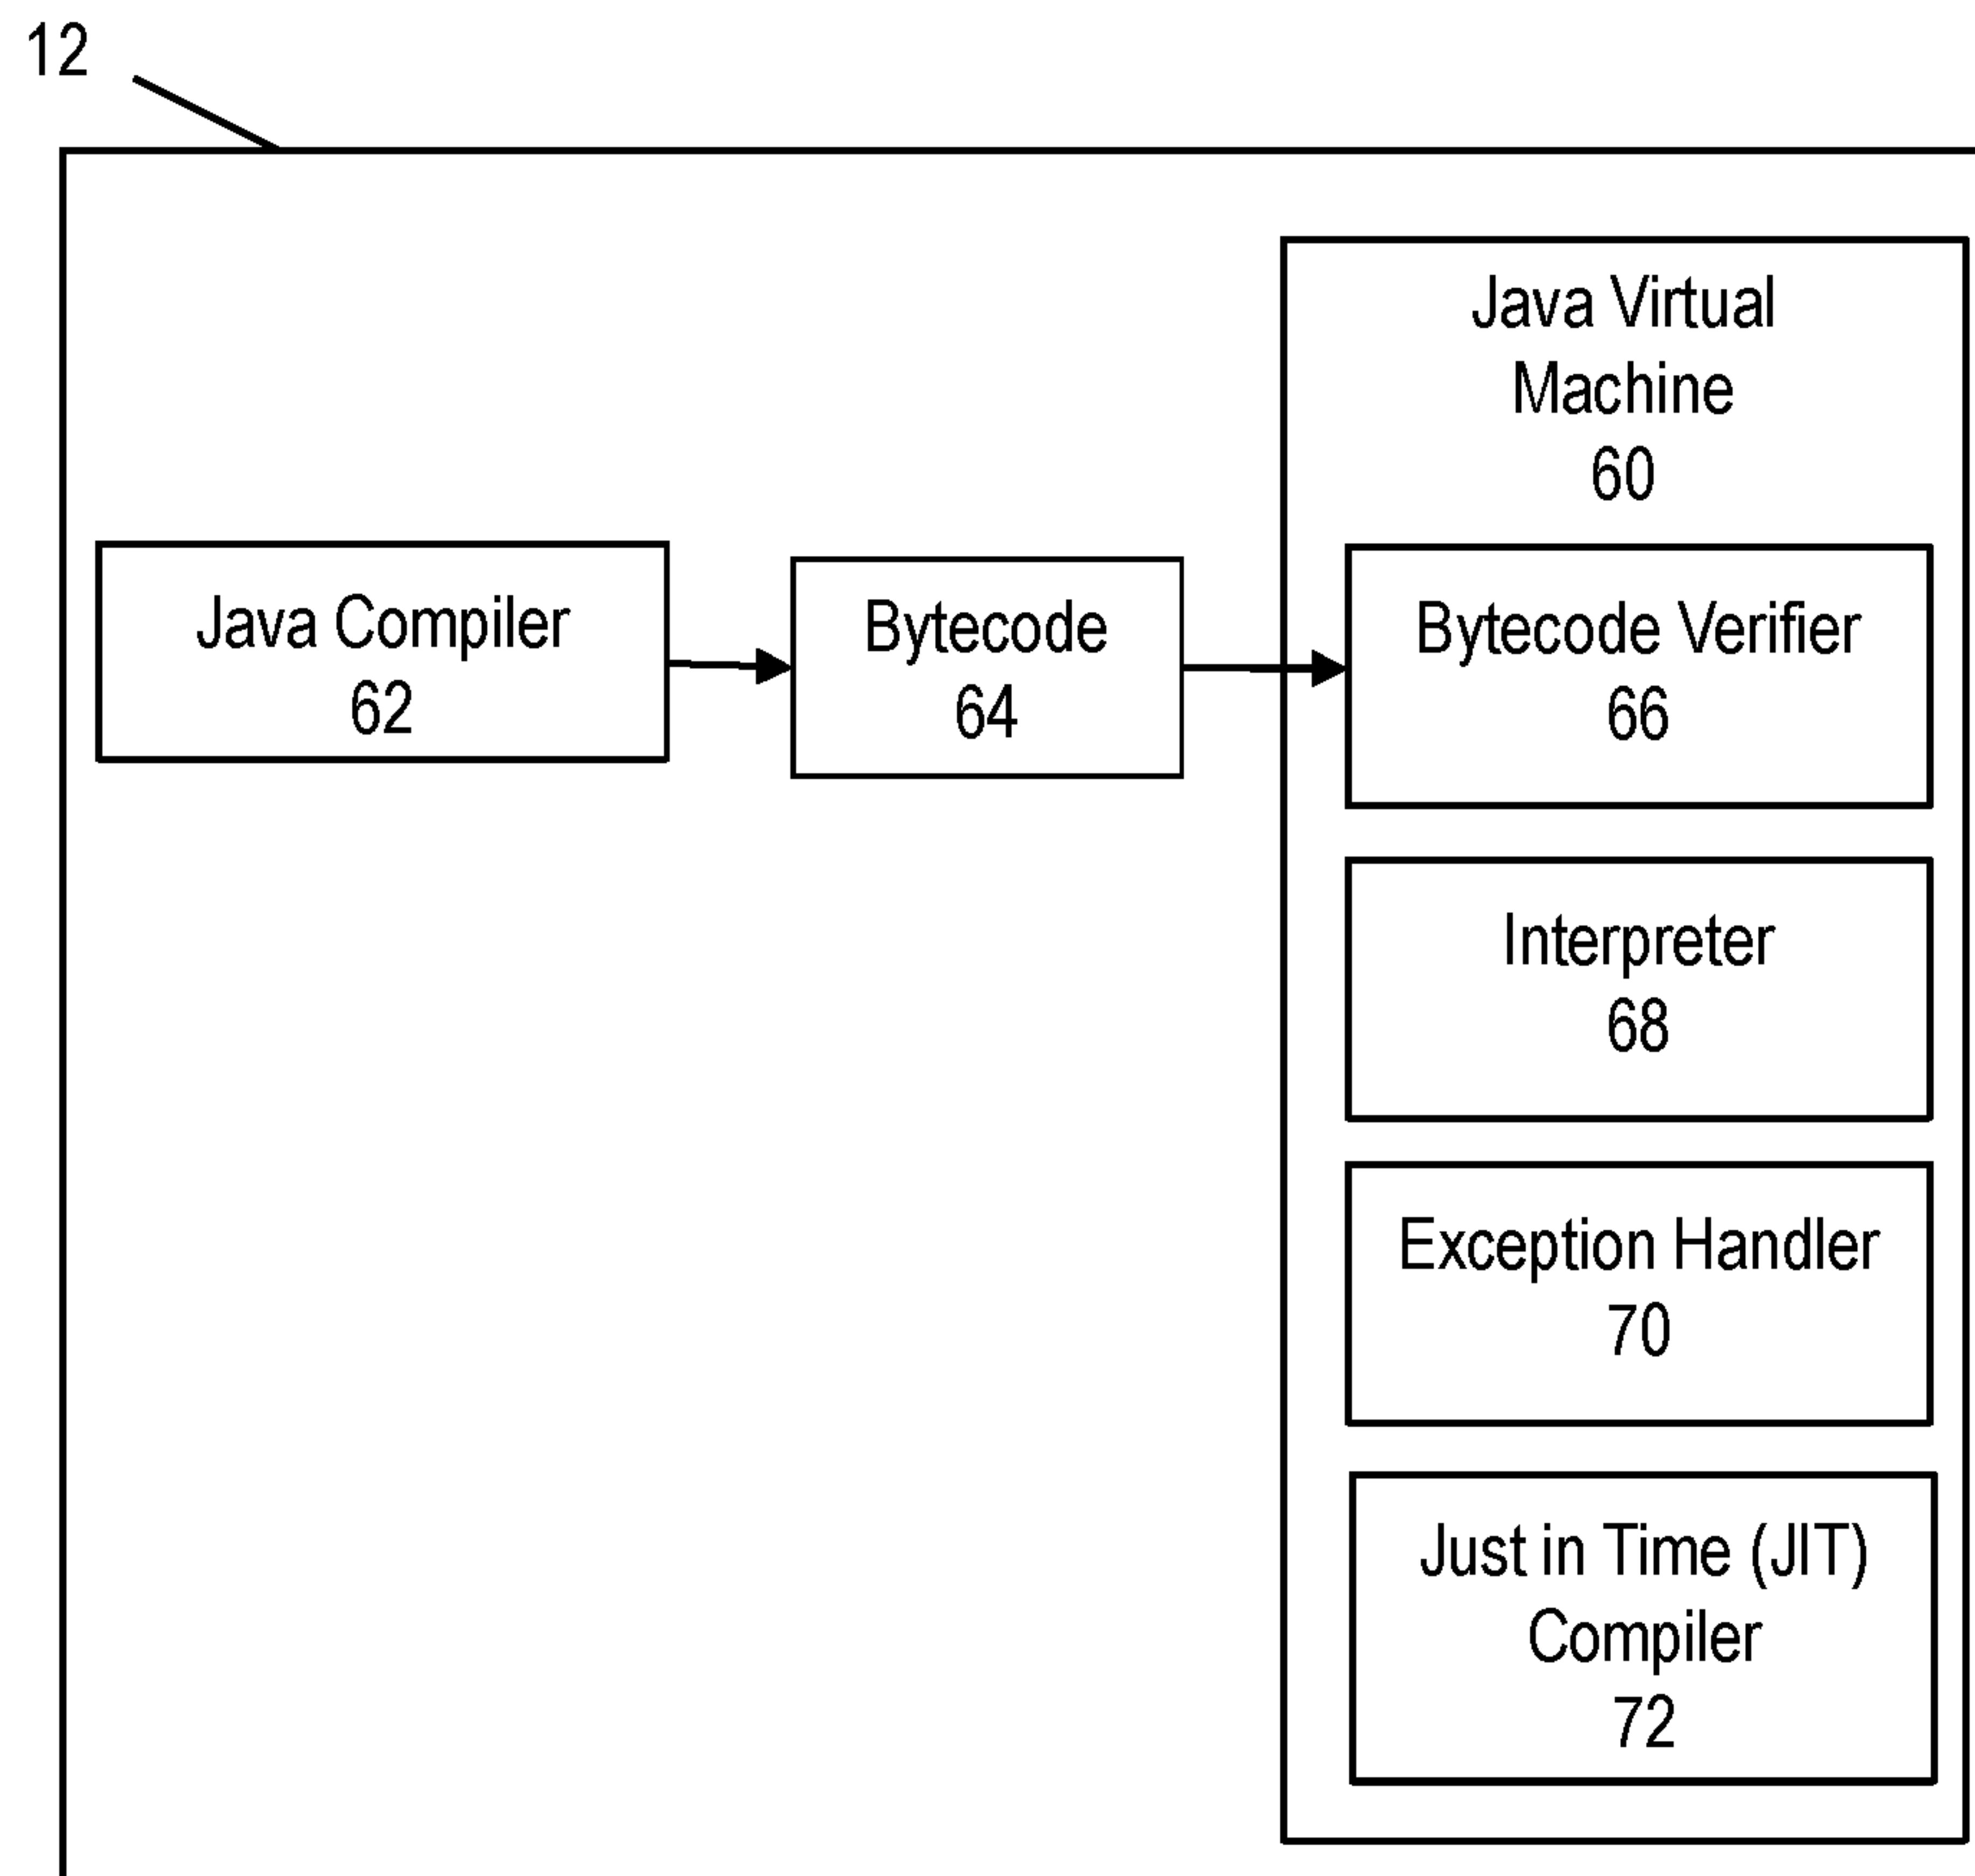 12
Java Virtual
Machine
60
Java Compiler
62
Bytecode
64
Bytecode Verifier
66
Interpreter
68
Exception Handler
70
Just in Time (JIT)
Compiler
72